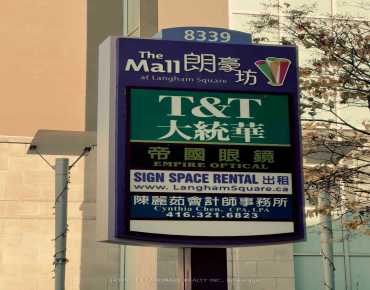 8339
The
Mall 朗豪坊
at Langham Square
T&T
大統華
帝國眼鏡
EMPIRE OPTICAL
SIGN SPACE RENTAL 出租
www.LanghamSquare.ca
陳麗茹會計師事務所
Cynthia Chen, CPA, LPA
416.321.6823